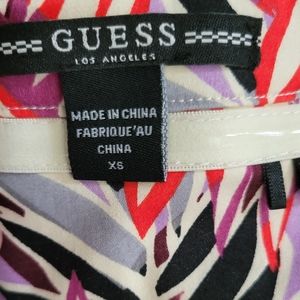 GUESS
LOS ANGELES
MADE IN CHINA
FABRIQUE'AU
CHINA
XS